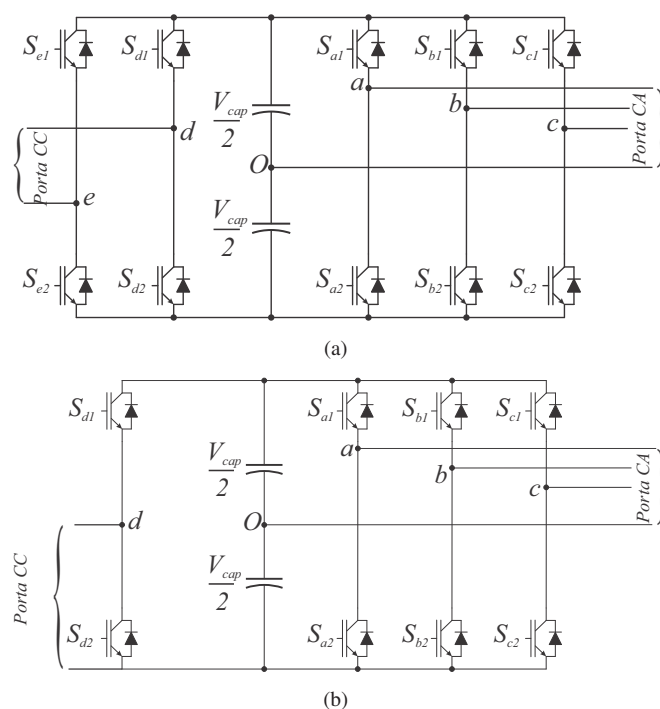 S_e1 S_d1 S_a1 S_b1 S_c1
a
V_cap/2
b
Porta CC d c Porta CA
O
e
V_cap/2
S_e2 S_d2 S_a2 S_b2 S_c2
(a)
S_d1 S_a1 S_b1 S_c1
a
V_cap/2
b
c Porta CA
d O
Porta CC
V_cap/2
S_d2 S_a2 S_b2 S_c2
(b)